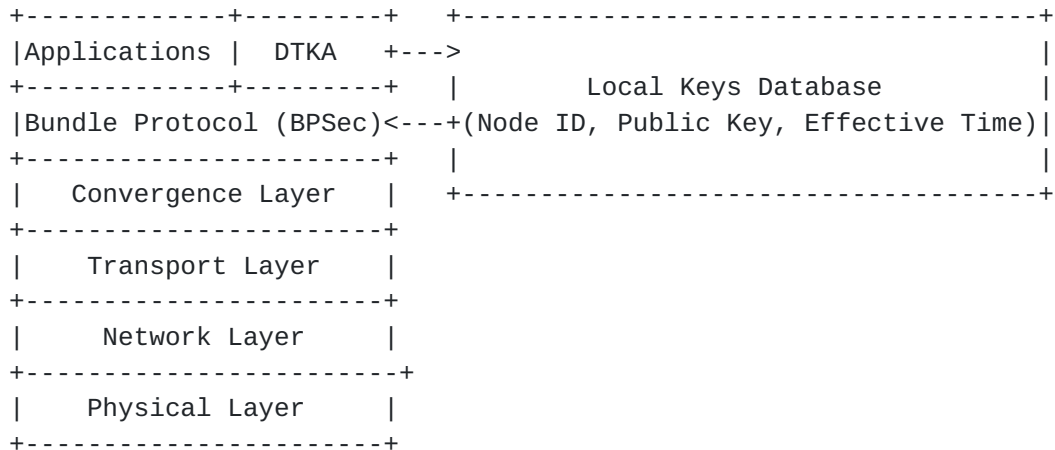 +-------------+---------+   +-------------------------------------+
|Applications |  DTKA   +--->                                     |
+-------------+---------+   |        Local Keys Database          |
|Bundle Protocol (BPSec)<---+(Node ID, Public Key, Effective Time)|
+-----------------------+   |                                     |
|   Convergence Layer   |   +-------------------------------------+
+-----------------------+
|    Transport Layer    |
+-----------------------+
|     Network Layer     |
+------------------------+
|    Physical Layer     |
+-----------------------+